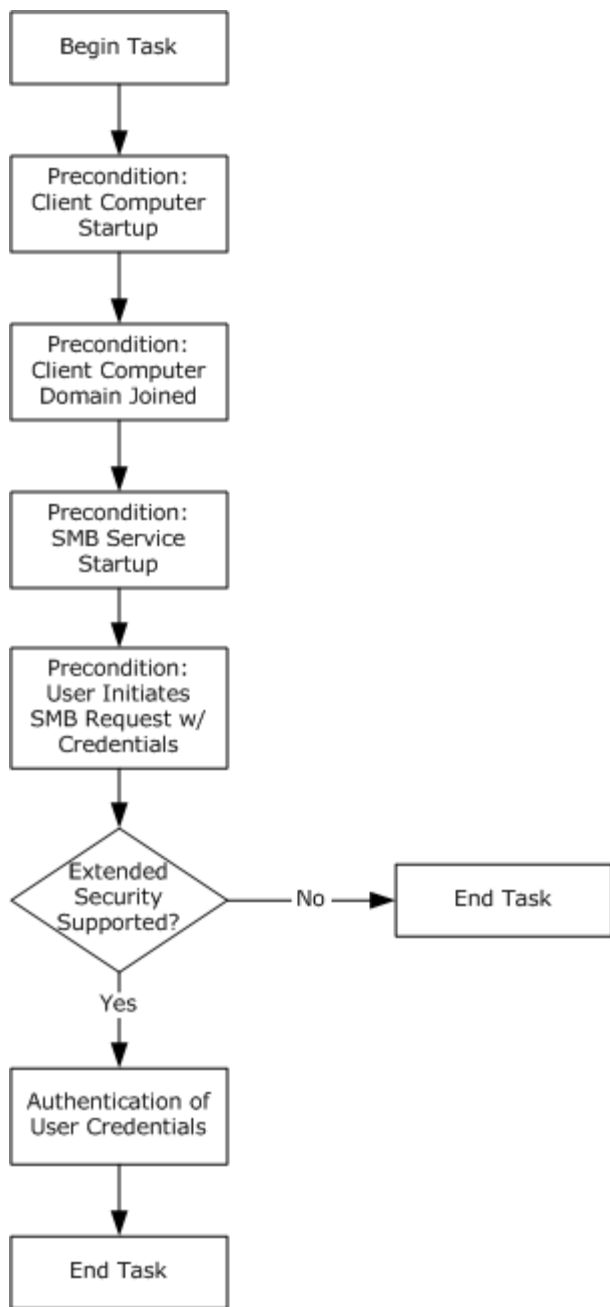 Begin Task
Precondition:
Client Computer
Startup
Precondition:
Client Computer
Domain Joined
Precondition:
SMB Service
Startup
Precondition:
User Initiates
SMB Request w/
Credentials
Extended
Security
Supported?
No
End Task
Yes
Authentication of
User Credentials
End Task